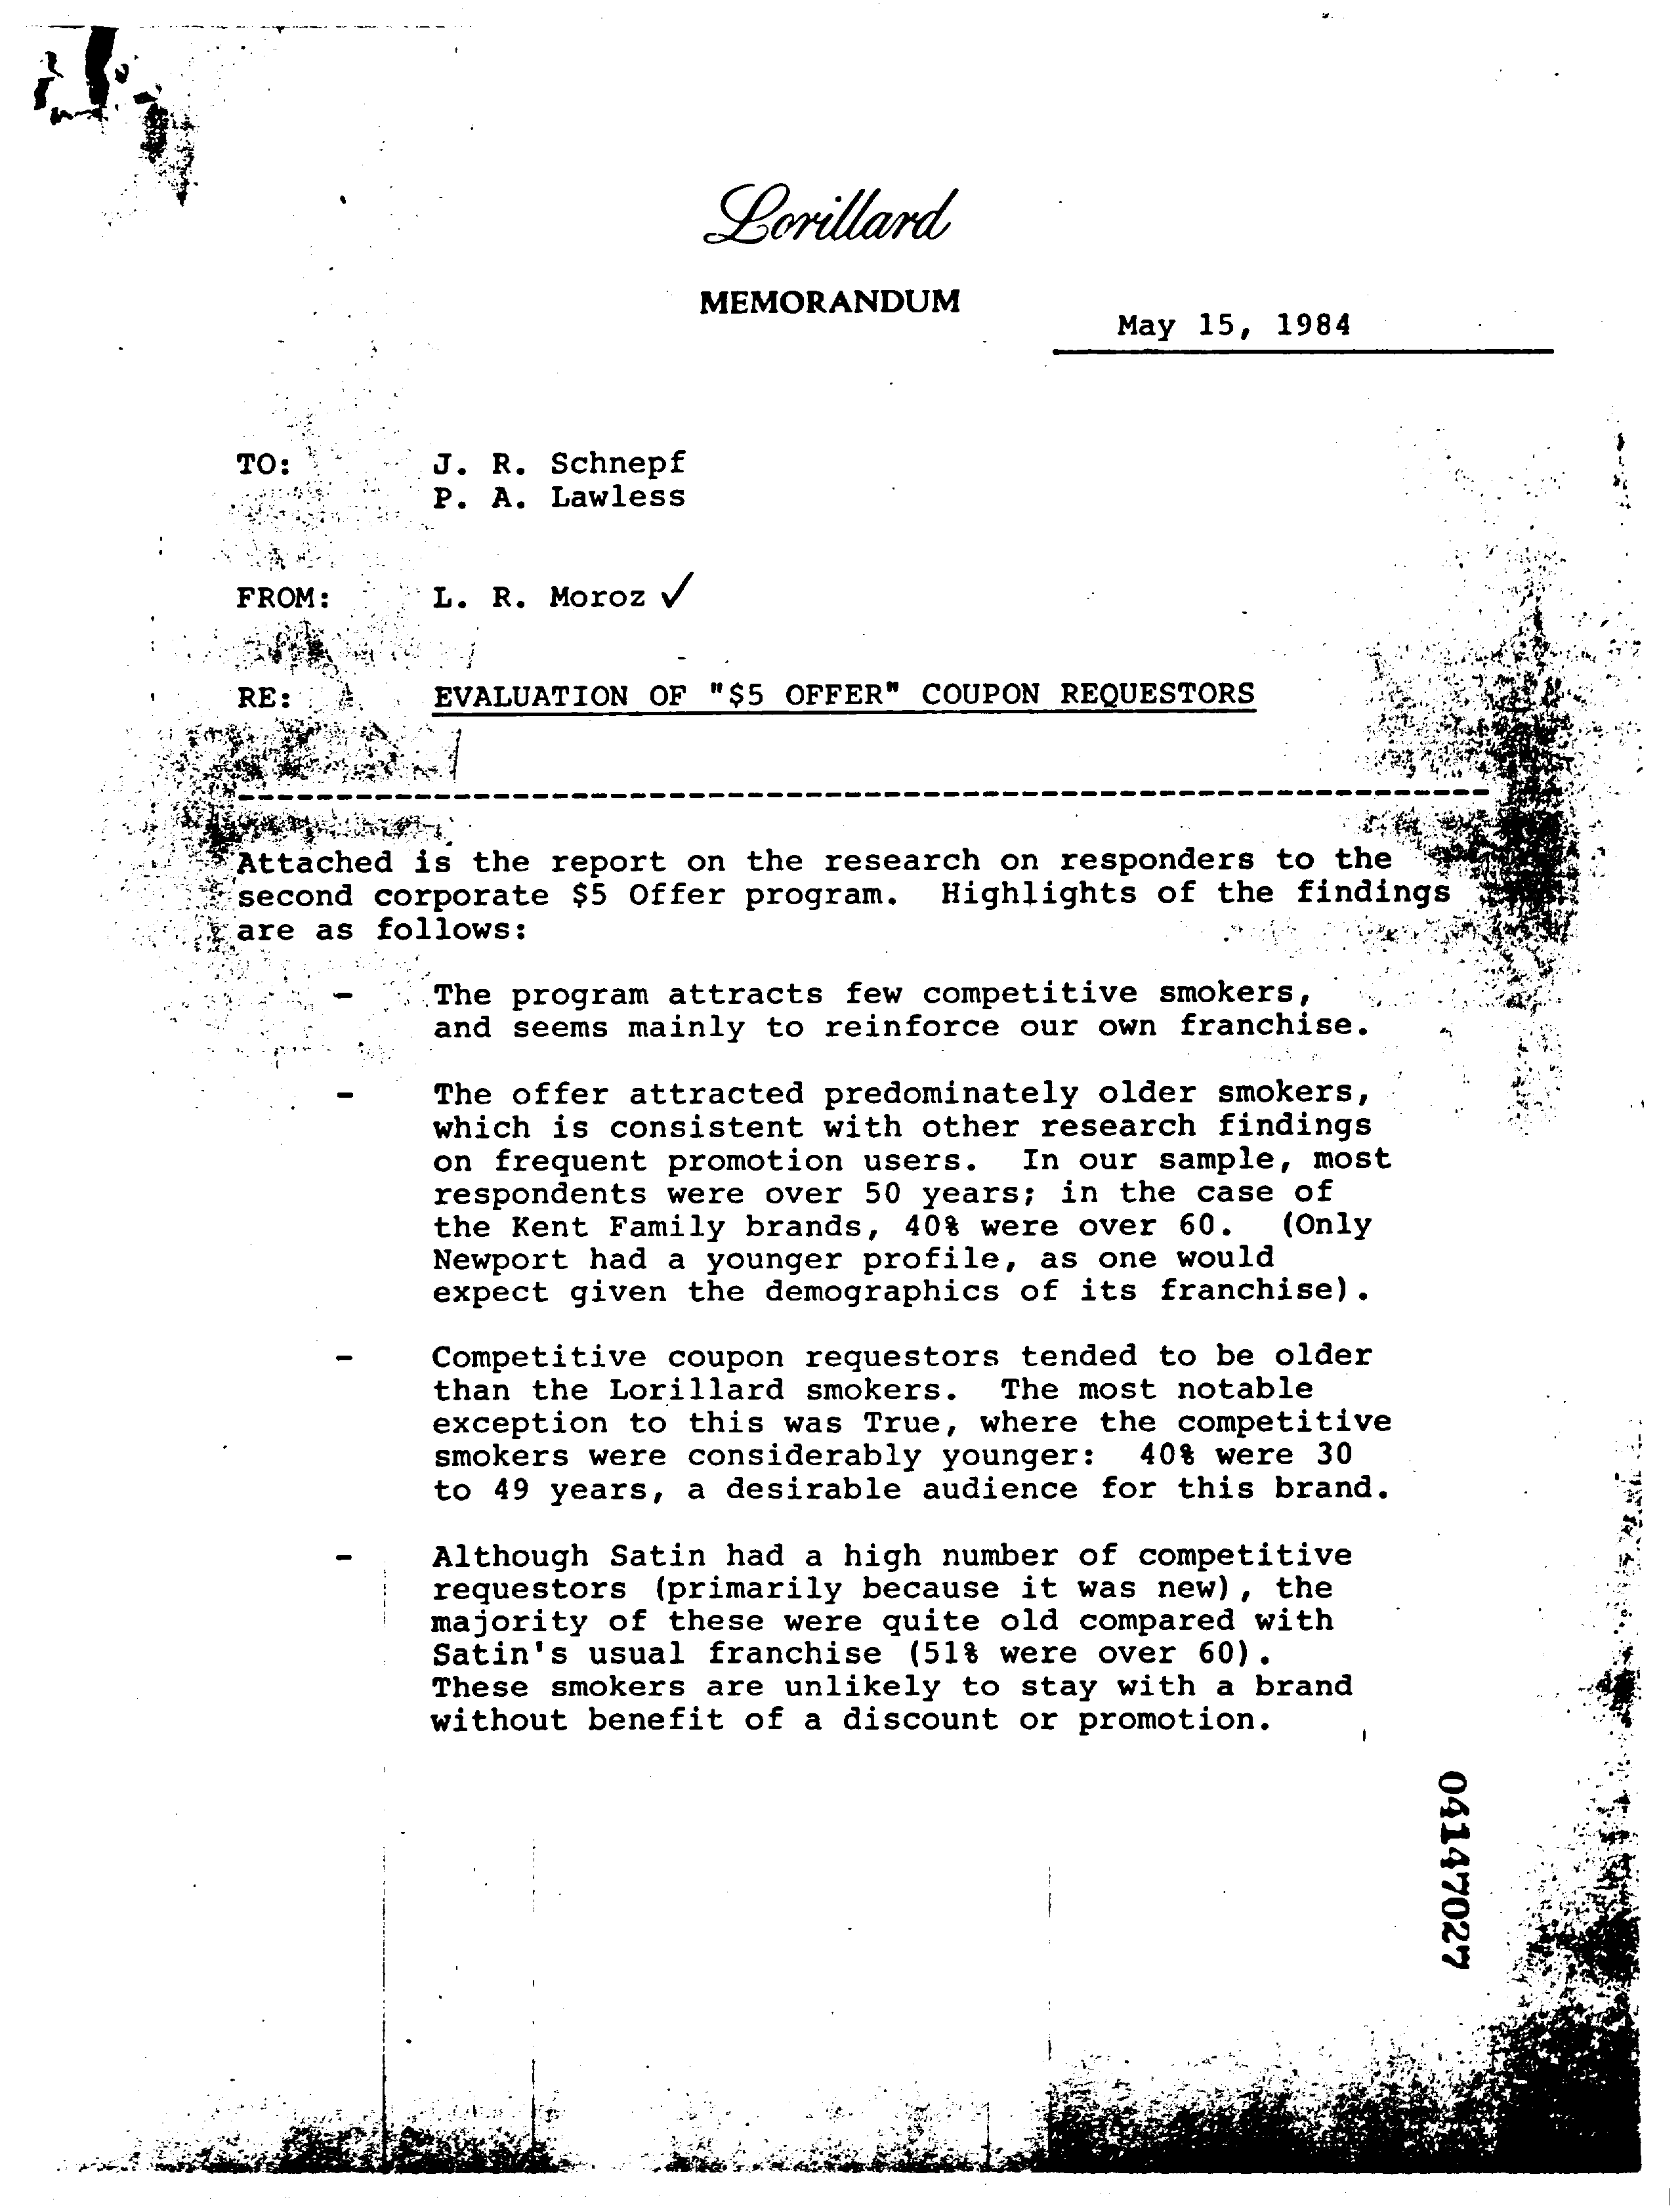 Lorillard
MEMORANDUM
May 15, 1984
TO: J. R. Schnepf
P. A. Lawless
FROM: L. R. Moroz ✓
RE: EVALUATION OF "$5 OFFER" COUPON REQUESTORS
Attached is the report on the research on responders to the
second corporate $5 Offer program. Highlights of the findings
are as follows:
- The program attracts few competitive smokers,
and seems mainly to reinforce our own franchise.
- The offer attracted predominately older smokers,
which is consistent with other research findings
on frequent promotion users. In our sample, most
respondents were over 50 years; in the case of
the Kent Family brands, 40% were over 60. (Only
Newport had a younger profile, as one would
expect given the demographics of its franchise).
- Competitive coupon requestors tended to be older
than the Lorillard smokers. The most notable
exception to this was True, where the competitive
smokers were considerably younger: 40% were 30
to 49 years, a desirable audience for this brand.
- Although Satin had a high number of competitive
requestors (primarily because it was new), the
majority of these were quite old compared with
Satin's usual franchise (51% were over 60).
These smokers are unlikely to stay with a brand
without benefit of a discount or promotion.
04147027